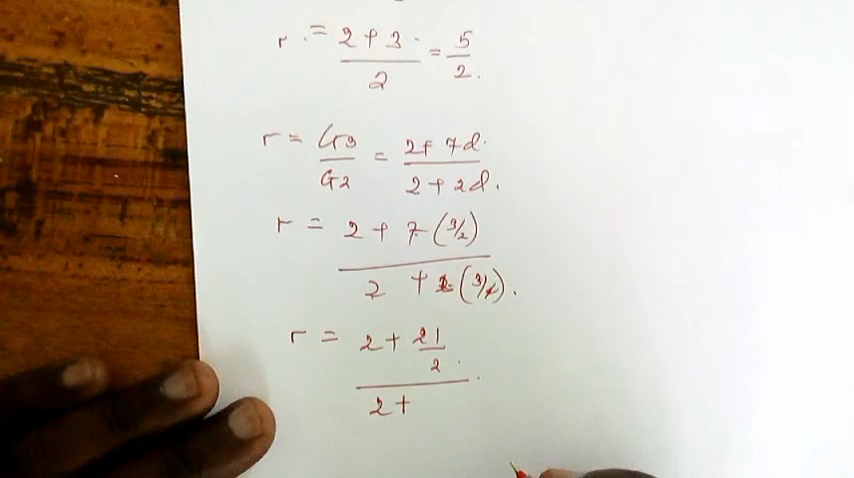 r = 2 + 3 / 2 = 5 / 2.
r = G3 / G2 = 2 + 7d / 2 + 2d.
r = 2 + 7 (3/2) / 2 + 2 (3/2).
r = 2 + 21/2 / 2 +